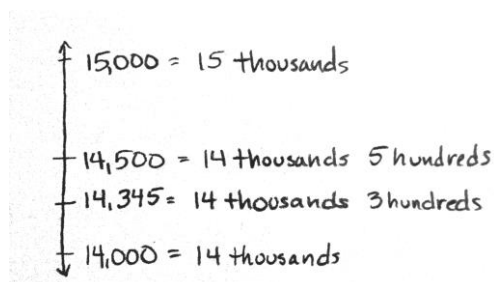 15,000 = 15 thousands
14,500 = 14 thousands 5 hundreds
14,345 = 14 thousands 3 hundreds
14,000 = 14 thousands